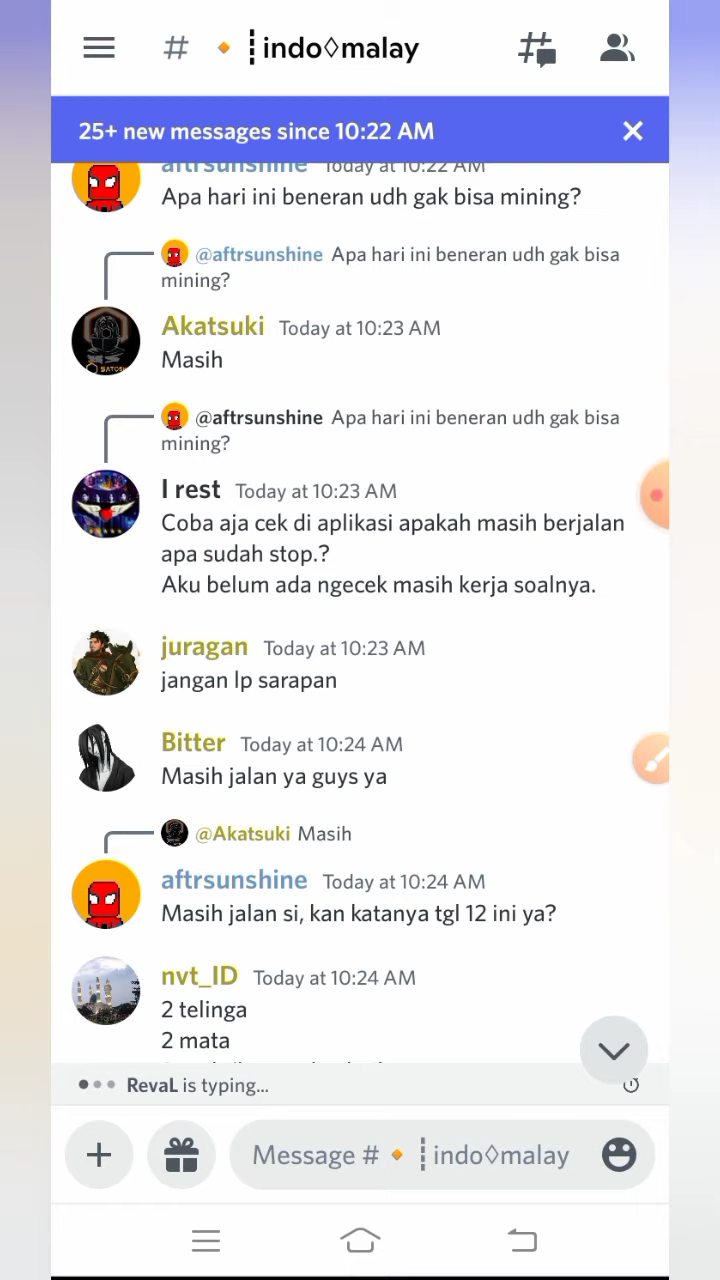 # 🔸┋indo◊malay
25+ new messages since 10:22 AM
aftrsunshine Today at 10:22 AM
Apa hari ini beneran udh gak bisa mining?
@aftrsunshine Apa hari ini beneran udh gak bisa
mining?
Akatsuki Today at 10:23 AM
Masih
@aftrsunshine Apa hari ini beneran udh gak bisa
mining?
I rest Today at 10:23 AM
Coba aja cek di aplikasi apakah masih berjalan
apa sudah stop.?
Aku belum ada ngecek masih kerja soalnya.
juragan Today at 10:23 AM
jangan lp sarapan
Bitter Today at 10:24 AM
Masih jalan ya guys ya
@Akatsuki Masih
aftrsunshine Today at 10:24 AM
Masih jalan si, kan katanya tgl 12 ini ya?
nvt_ID Today at 10:24 AM
2 telinga
2 mata
RevaL is typing...
Message # 🔸┋indo◊malay